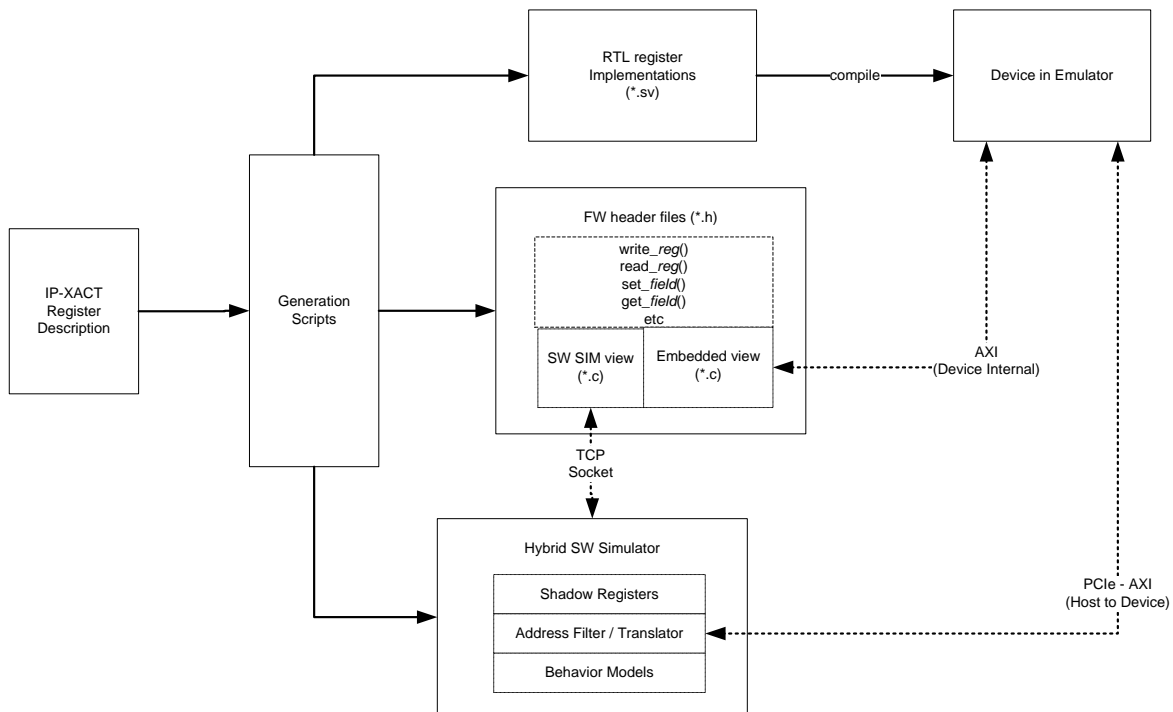 RTL register
Implementations
(*.sv)
compile
Device in Emulator
IP-XACT
Register
Description
Generation
Scripts
FW header files (*.h)
write_reg()
read_reg()
set_field()
get_field()
etc
SW SIM view
(*.c)
Embedded view
(*.c)
AXI
(Device Internal)
TCP
Socket
Hybrid SW Simulator
Shadow Registers
Address Filter / Translator
Behavior Models
PCIe - AXI
(Host to Device)